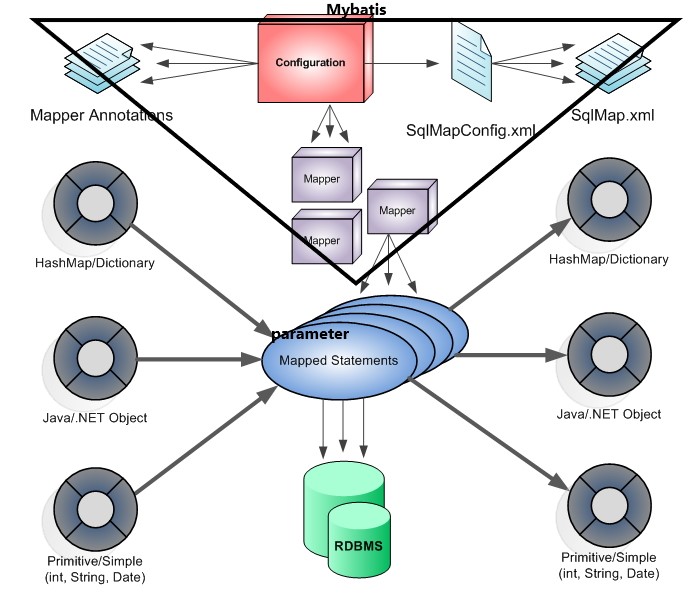 Mybatis
Configuration
Mapper Annotations
SqlMapConfig.xml
SqlMap.xml
Mapper
Mapper
Mapper
HashMap/Dictionary
HashMap/Dictionary
parameter
Mapped Statements
Java/.NET Object
Java/.NET Object
RDBMS
Primitive/Simple
(int, String, Date)
Primitive/Simple
(int, String, Date)